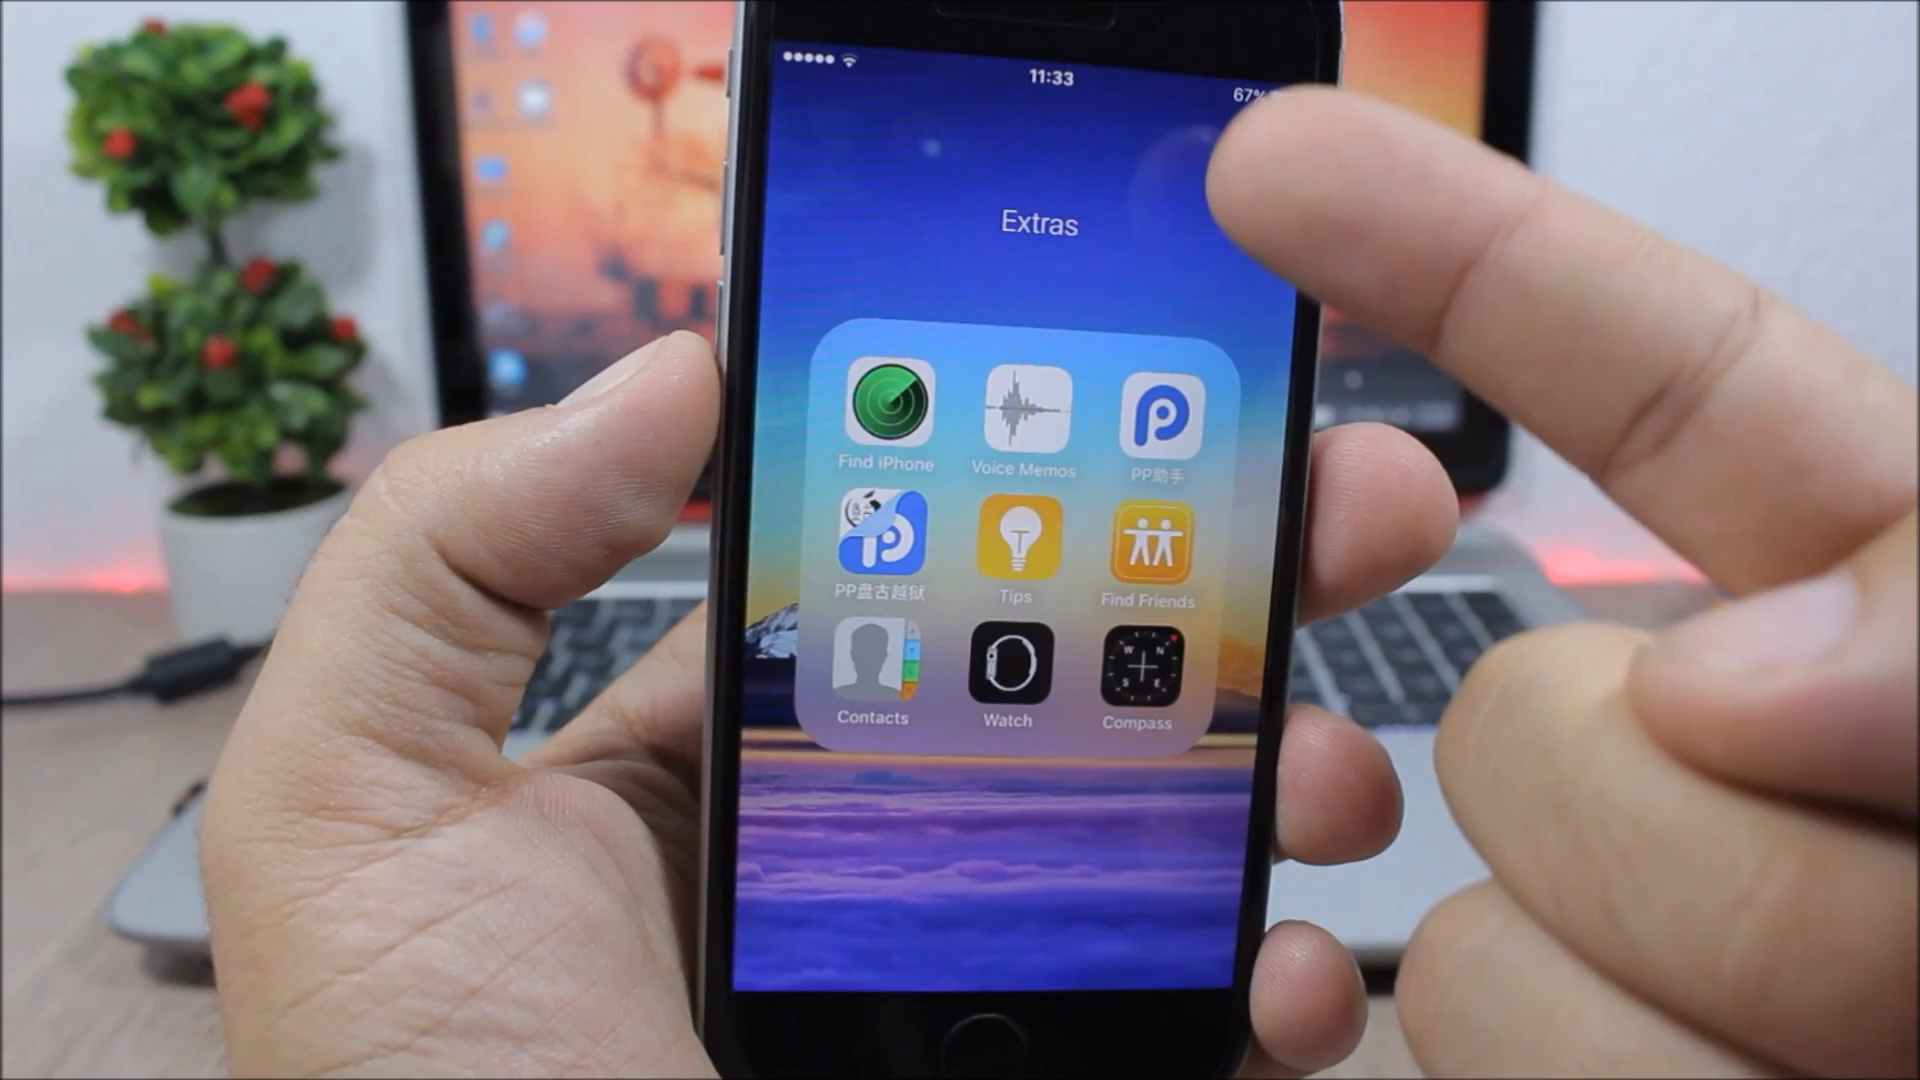 11:33
67%
Extras
Find iPhone
Voice Memos
PP助手
PP盘古越狱
Tips
Find Friends
Contacts
Watch
W N
S E
Compass